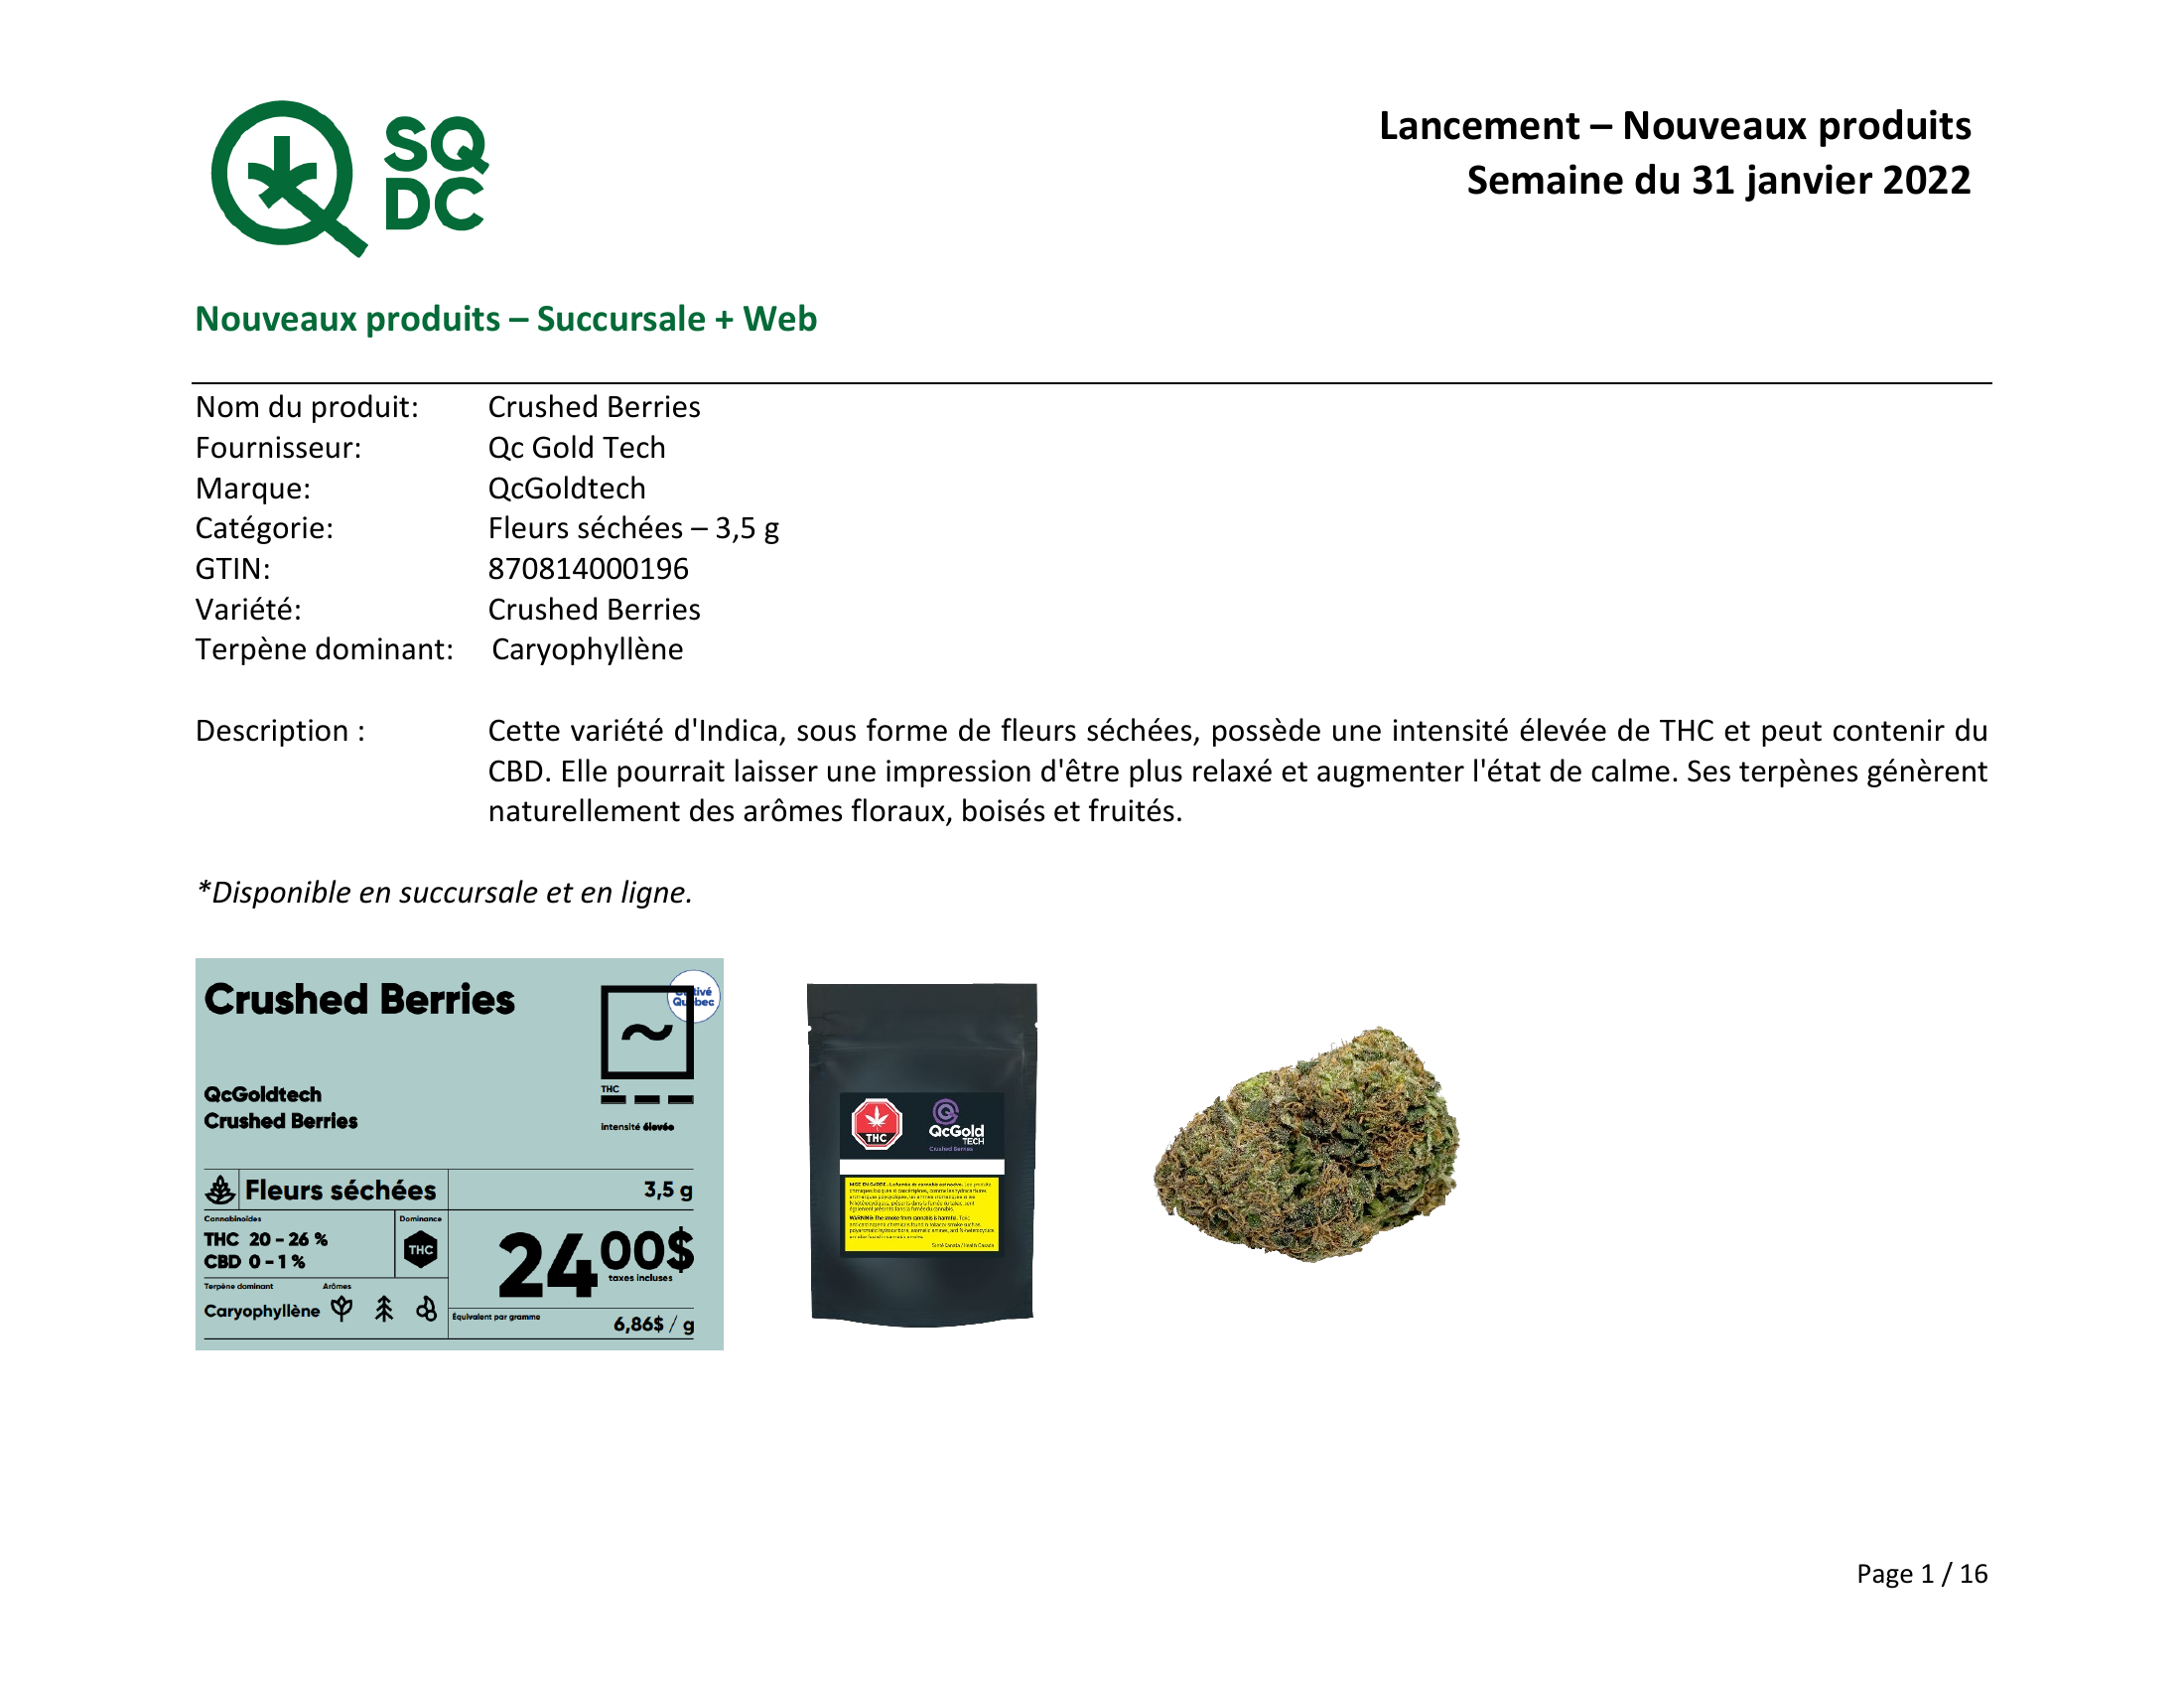 SQ
DC
Lancement – Nouveaux produits
Semaine du 31 janvier 2022
Nouveaux produits – Succursale + Web
Nom du produit: Crushed Berries
Fournisseur: Qc Gold Tech
Marque: QcGoldtech
Catégorie: Fleurs séchées – 3,5 g
GTIN: 870814000196
Variété: Crushed Berries
Terpène dominant: Caryophyllène
Description : Cette variété d'Indica, sous forme de fleurs séchées, possède une intensité élevée de THC et peut contenir du
CBD. Elle pourrait laisser une impression d'être plus relaxé et augmenter l'état de calme. Ses terpènes génèrent
naturellement des arômes floraux, boisés et fruités.
*Disponible en succursale et en ligne.
Crushed Berries
Québec
QcGoldtech
Crushed Berries
THC
intensité élevée
Fleurs séchées 3,5 g
Cannabinoïdes
THC 20 - 26 %
CBD 0 - 1 %
Dominance
THC
24 00$
taxes incluses
Terpène dominant Arômes
Caryophyllène
Équivalent par gramme
6,86$ / g
THC
QcGold
TECH
Crushed Berries
Santé Canada / Health Canada
Page 1 / 16